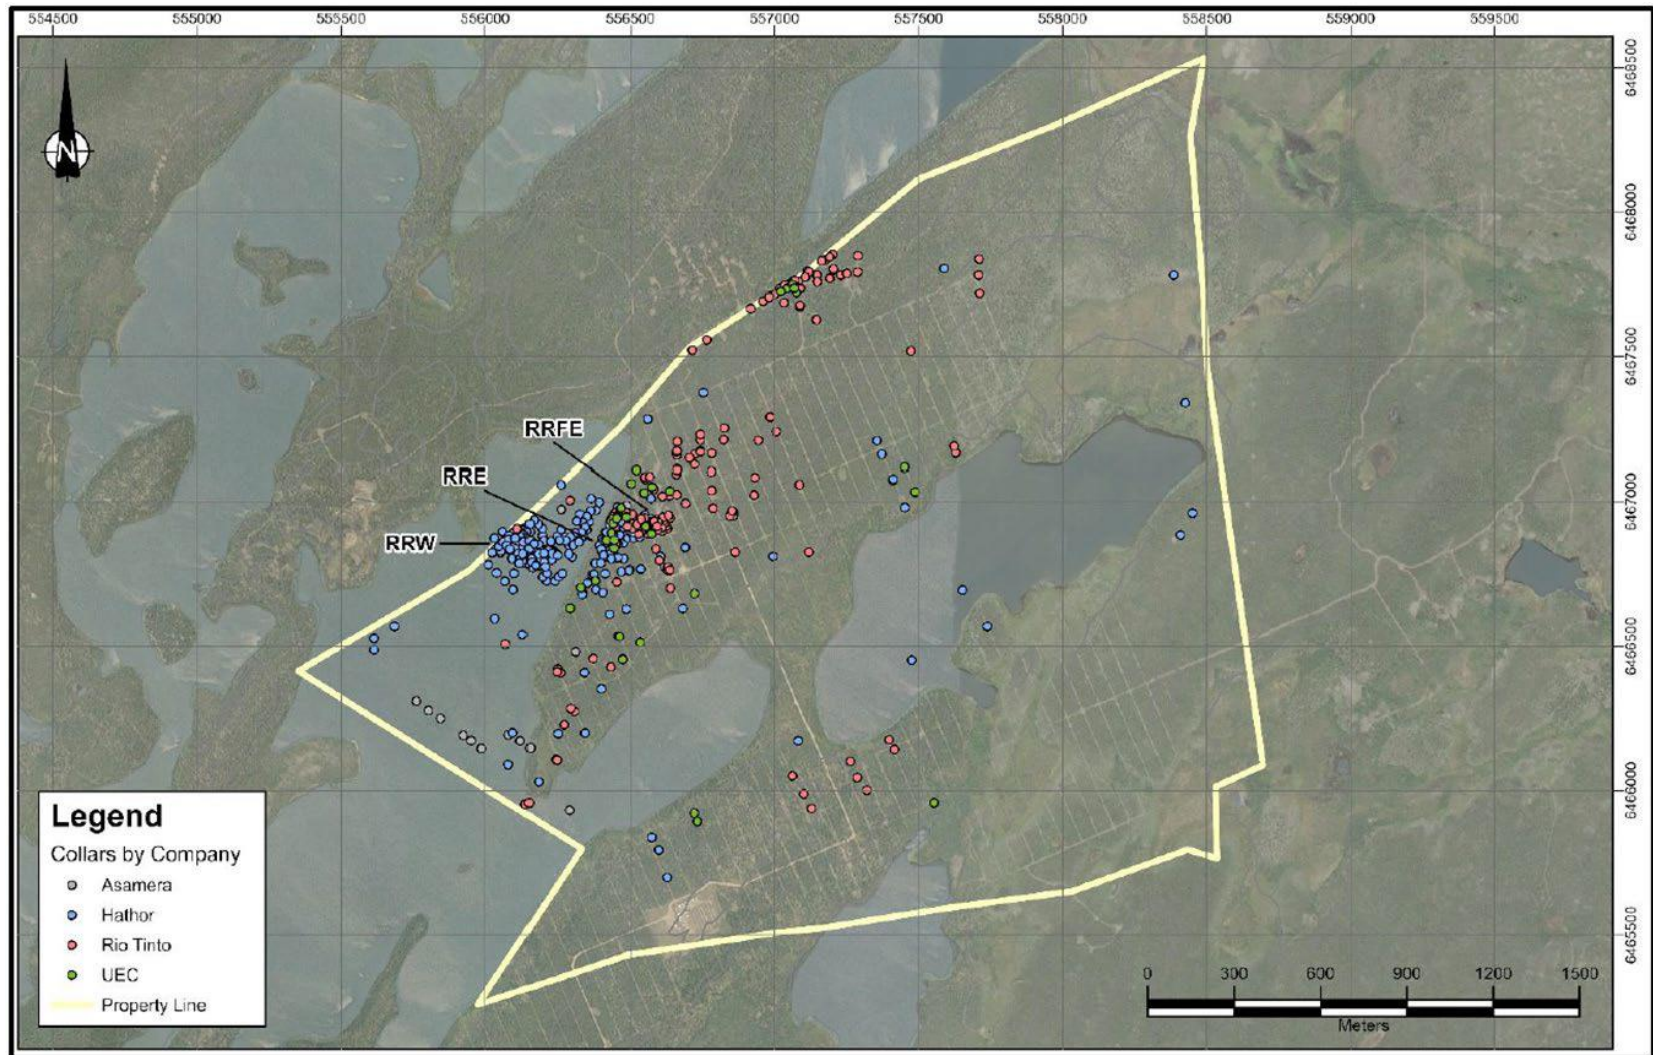 554500 555000 555500 556000 556500 557000 557500 558000 558500 559000 559500
6468500
6468000
6467500
6467000
6466500
6466000
6465500
N
RRFE
RRE
RRW
Legend
Collars by Company
Asamera
Hathor
Rio Tinto
UEC
Property Line
0 300 600 900 1200 1500
Meters